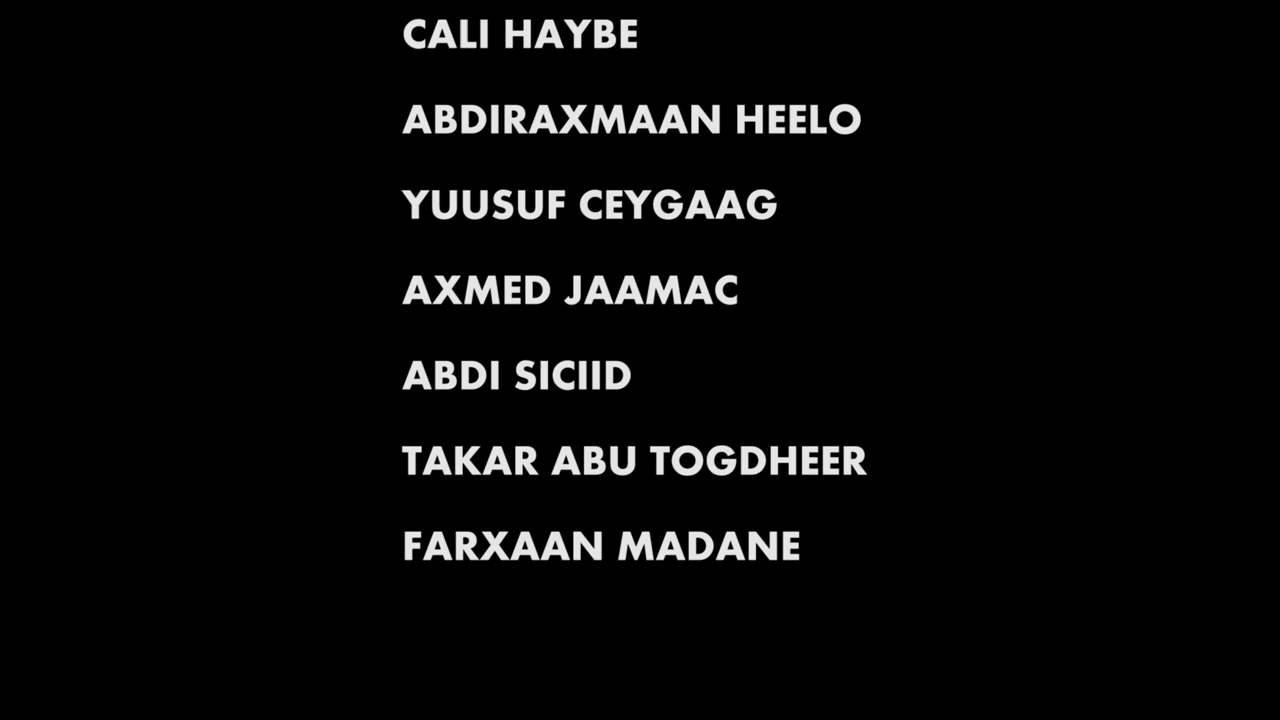 CALI HAYBE
ABDIRAXMAAN HEELO
YUUSUF CEYGAAG
AXMED JAAMAC
ABDI SICIID
TAKAR ABU TOGDHEER
FARXAAN MADANE